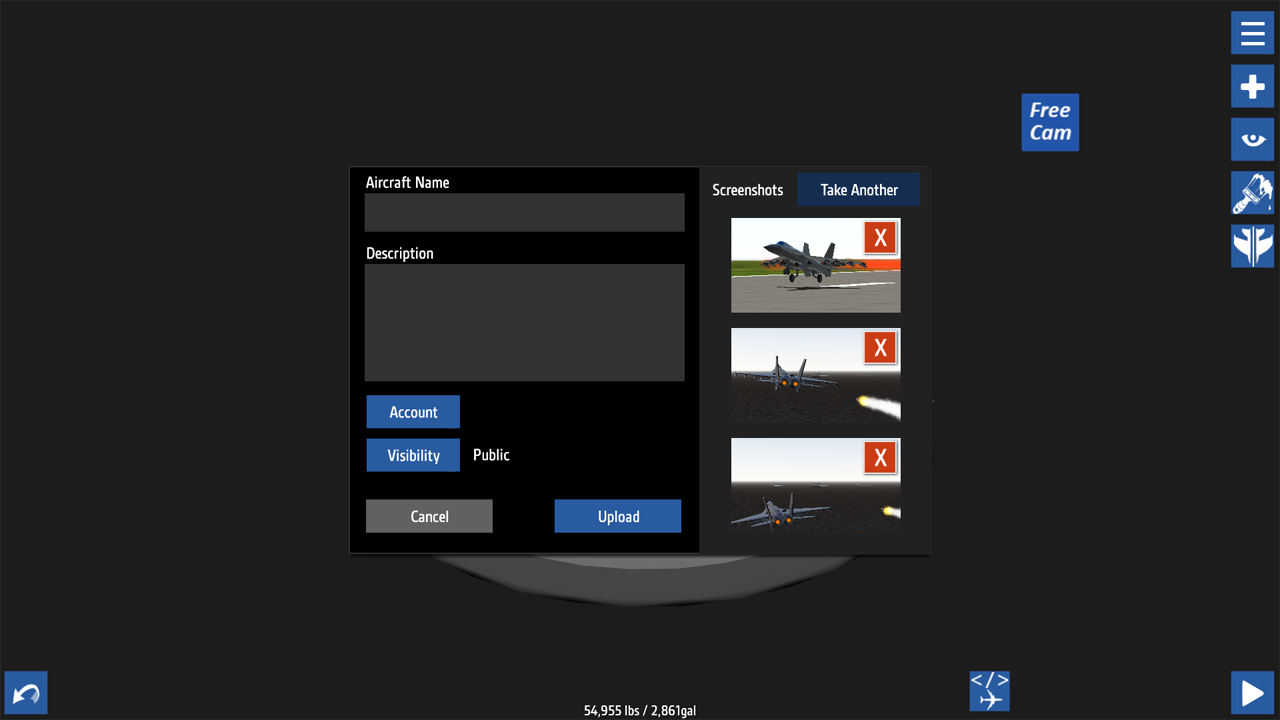 Free
Cam
Aircraft Name
Screenshots
Take Another
X
Description
X
Account
Visibility
Public
X
Cancel
Upload
</>
54,955 lbs / 2,861gal